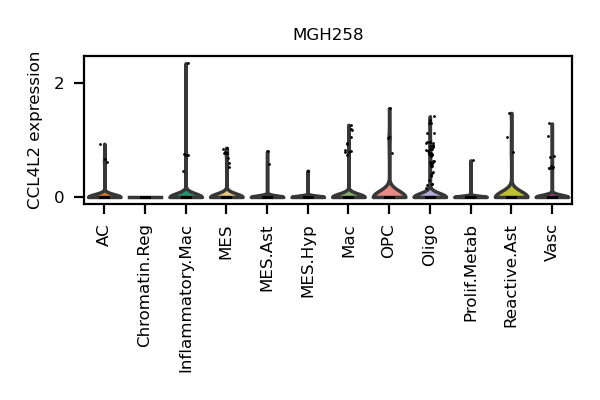 MGH258
CCL4L2 expression
2
0
AC
Chromatin.Reg
Inflammatory.Mac
MES
MES.Ast
MES.Hyp
Mac
OPC
Oligo
Prolif.Metab
Reactive.Ast
Vasc